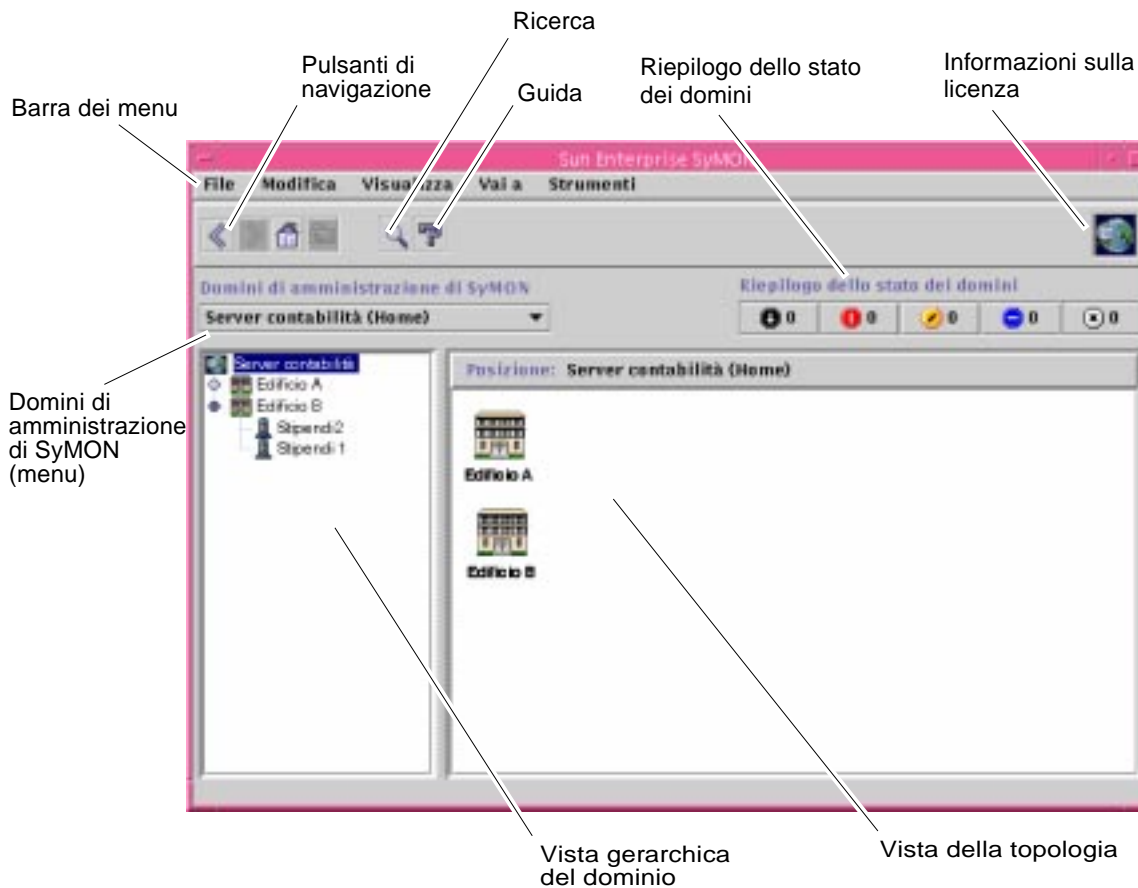 Ricerca
Pulsanti di
navigazione
Riepilogo dello stato
dei domini
Informazioni sulla
licenza
Barra dei menu
Guida
Sun Enterprise SyMON
File Modifica Visualizza Vai a Strumenti
Domini di amministrazione di SyMON
Riepilogo dello stato dei domini
Server contabilità (Home)
0 0 0 0 0
Server contabilità
Edificio A
Edificio B
Stipendi2
Stipendi 1
Posizione: Server contabilità (Home)
Edificio A
Edificio B
Domini di
amministrazione
di SyMON
(menu)
Vista gerarchica
del dominio
Vista della topologia